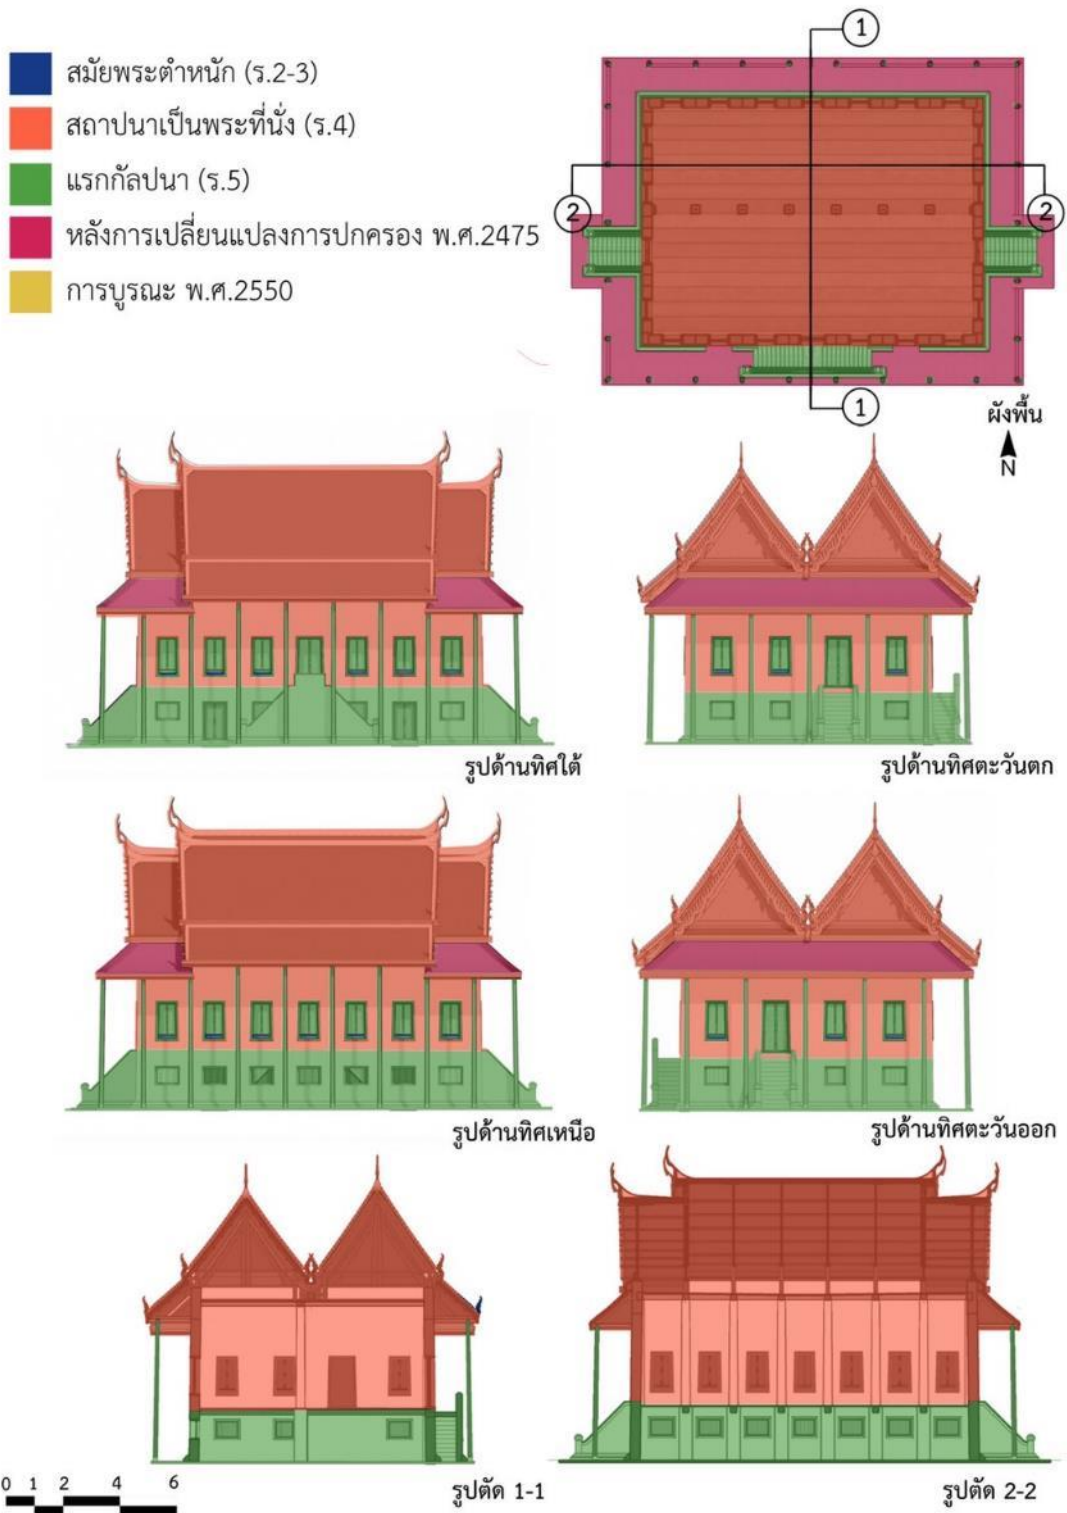 สมัยพระตำหนัก (ร.2-3)
สถาปนาเป็นพระที่นั่ง (ร.4)
แรกกัลปนา (ร.5)
หลังการเปลี่ยนแปลงการปกครอง พ.ศ.2475
การบูรณะ พ.ศ.2550
1
2
2
1
ผังพื้น
N
รูปด้านทิศใต้
รูปด้านทิศตะวันตก
รูปด้านทิศเหนือ
รูปด้านทิศตะวันออก
0 1 2 4 6
รูปตัด 1-1
รูปตัด 2-2